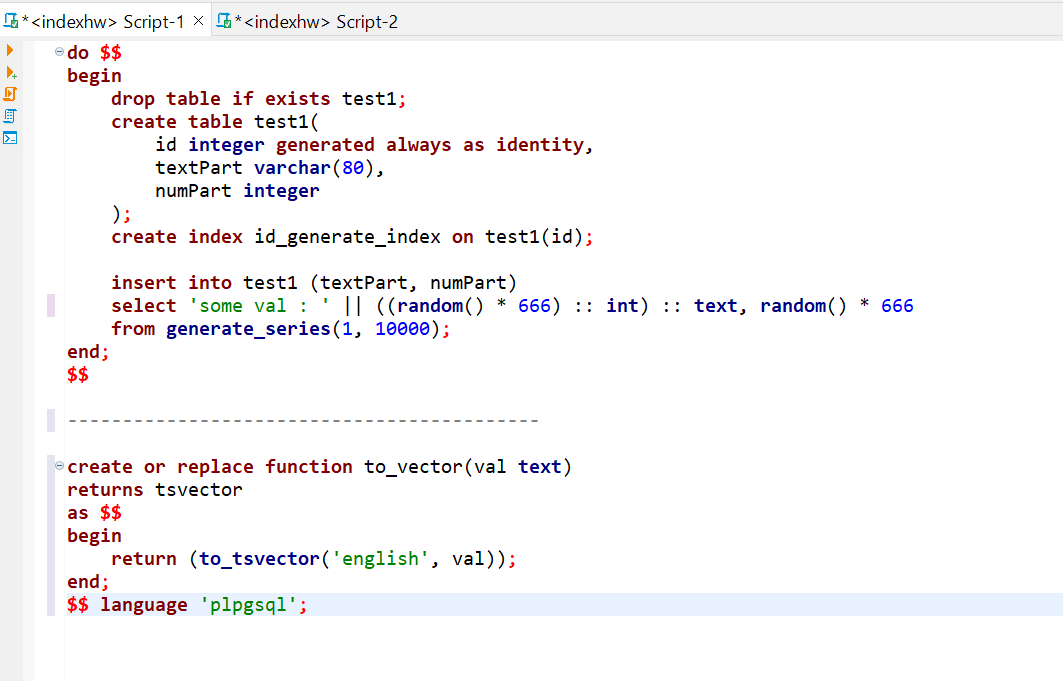 *<indexhw> Script-1 × *<indexhw> Script-2
do $$
begin
    drop table if exists test1;
    create table test1(
        id integer generated always as identity,
        textPart varchar(80),
        numPart integer
    );
    create index id_generate_index on test1(id);
    insert into test1 (textPart, numPart)
    select 'some val : ' || ((random() * 666) :: int) :: text, random() * 666
    from generate_series(1, 10000);
end;
$$
-------------------------------------------
create or replace function to_vector(val text)
returns tsvector
as $$
begin
    return (to_tsvector('english', val));
end;
$$ language 'plpgsql';